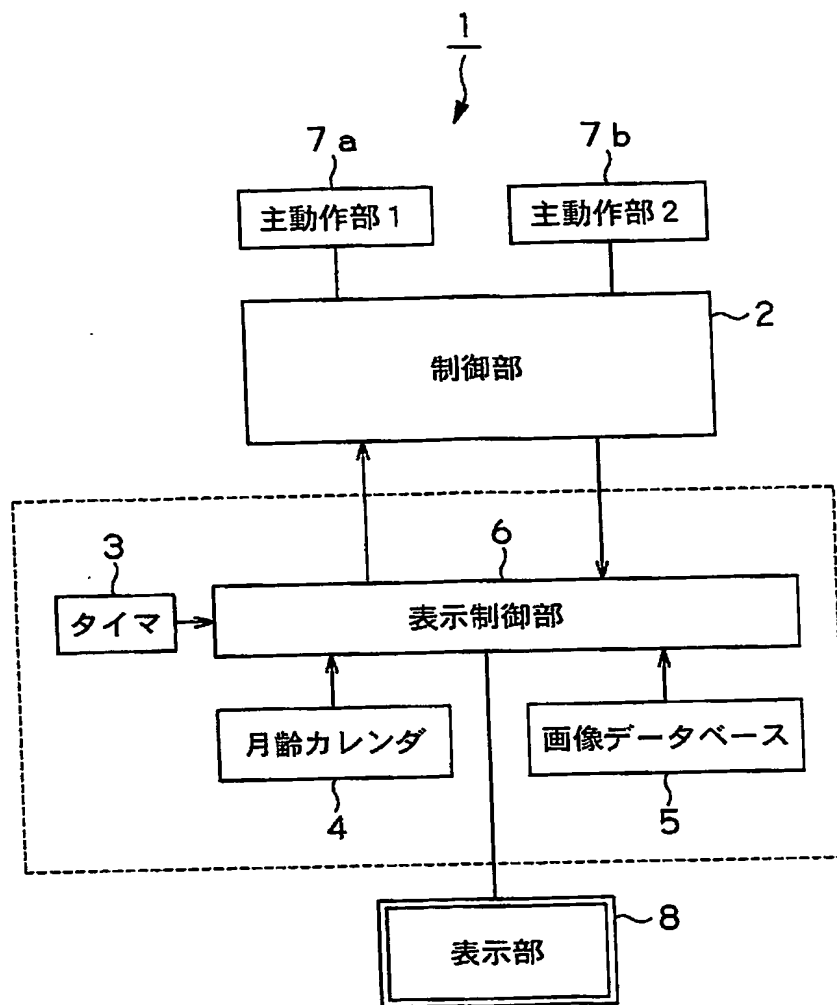 1
7a
7b
主動作部1
主動作部2
2
制御部
6
3
表示制御部
タイマ
月齢カレンダ
画像データベース
4
5
8
表示部